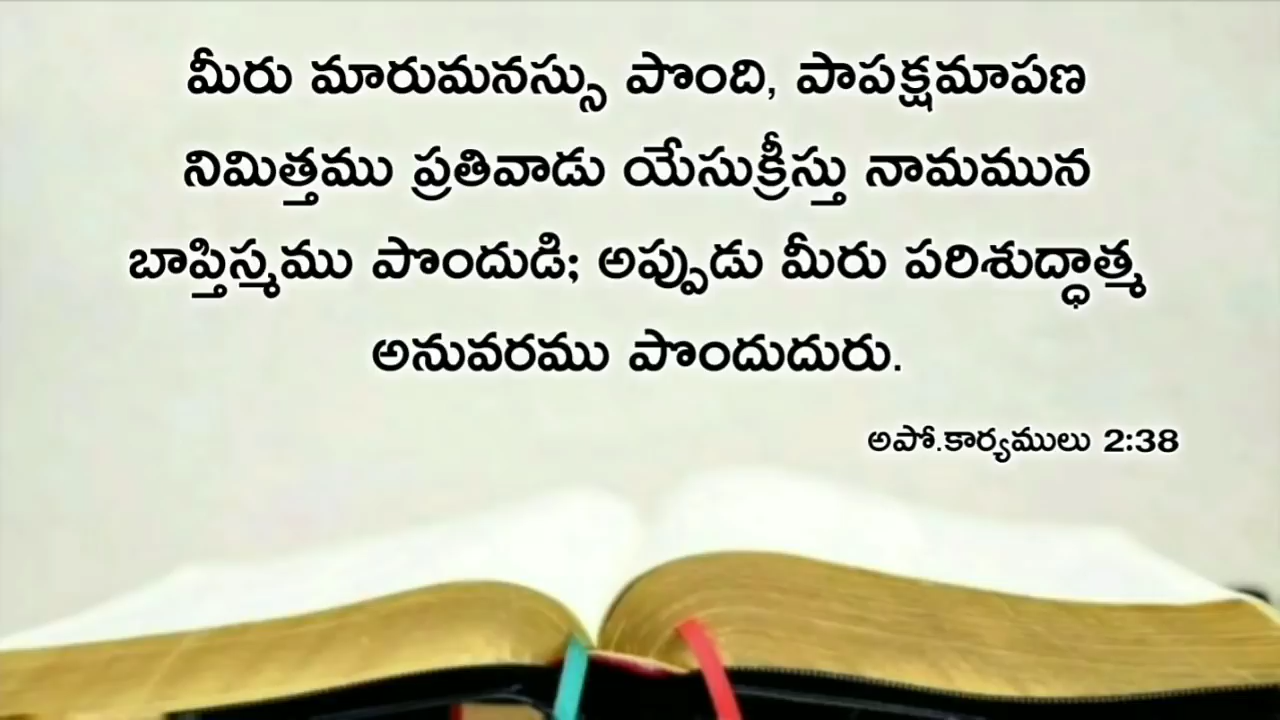 మీరు మారుమనస్సు పొంది, పాపక్షమాపణ
నిమిత్తము ప్రతివాడు యేసుక్రీస్తు నామమున
బాప్తిస్మము పొందుడి; అప్పుడు మీరు పరిశుద్ధాత్మ
అనువరము పొందుదురు.
అపో.కార్యములు 2:38